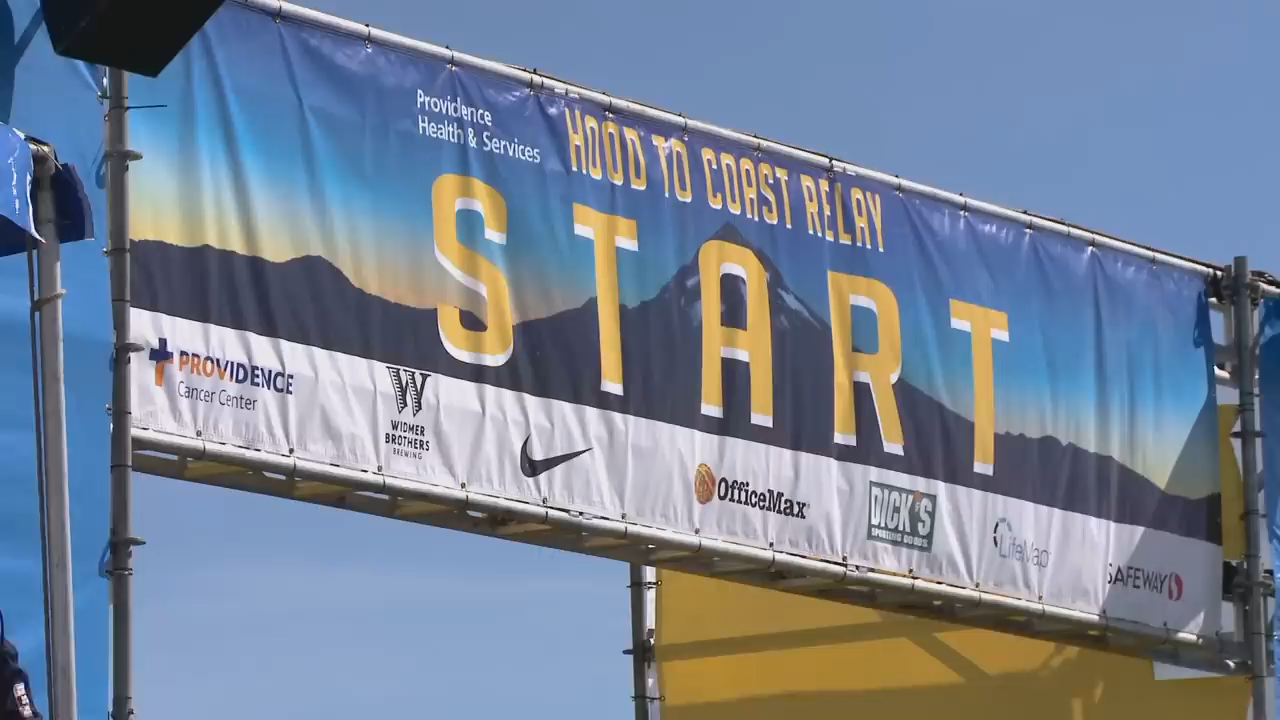 Providence
Health & Services
HOOD TO COAST RELAY
START
PROVIDENCE
Cancer Center
W
WIDMER
BROTHERS
BREWING
OfficeMax
DICK'S
SPORTING GOODS
LifeMap
SAFEWAY